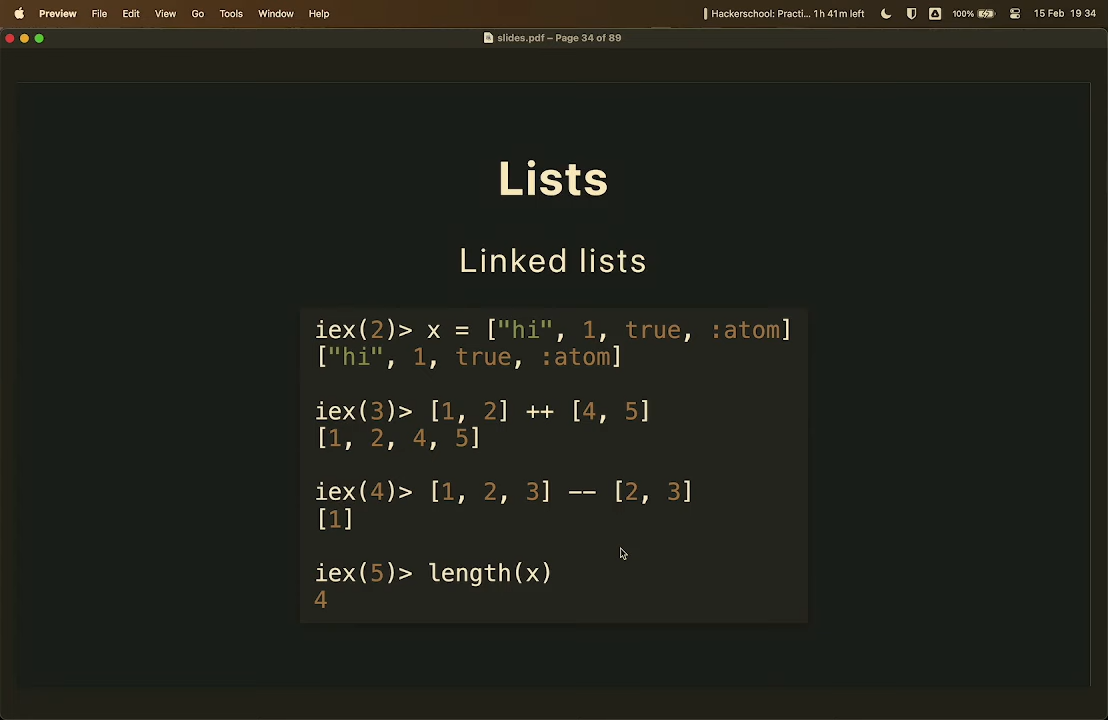 Preview File Edit View Go Tools Window Help Hackerschool: Practi... 1h 41m left 100% 15 Feb 19 34
slides.pdf – Page 34 of 89
Lists
Linked lists
iex(2)> x = ["hi", 1, true, :atom]
["hi", 1, true, :atom]
iex(3)> [1, 2] ++ [4, 5]
[1, 2, 4, 5]
iex(4)> [1, 2, 3] -- [2, 3]
[1]
iex(5)> length(x)
4